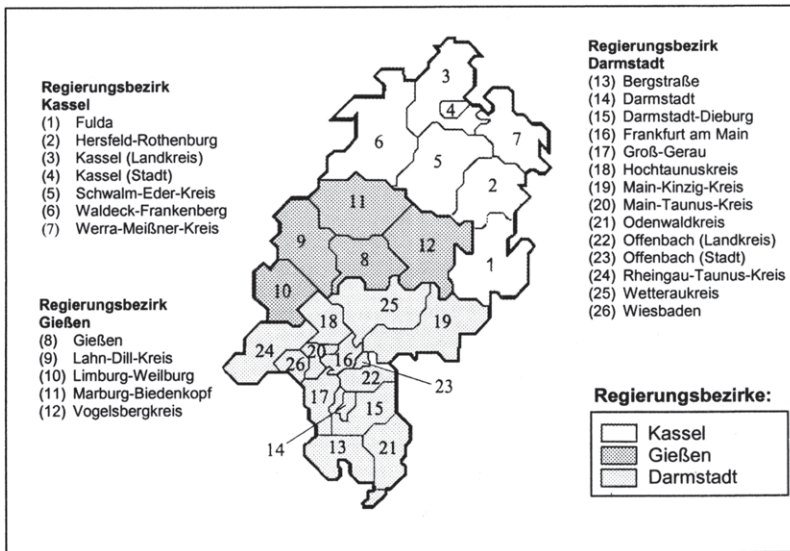 Regierungsbezirk
Kassel
(1) Fulda
(2) Hersfeld-Rothenburg
(3) Kassel (Landkreis)
(4) Kassel (Stadt)
(5) Schwalm-Eder-Kreis
(6) Waldeck-Frankenberg
(7) Werra-Meißner-Kreis
Regierungsbezirk
Gießen
(8) Gießen
(9) Lahn-Dill-Kreis
(10) Limburg-Weilburg
(11) Marburg-Biedenkopf
(12) Vogelsbergkreis
3
4
7
6
5
2
11
9
12
8
1
10
25
18
19
24
20
16
26
22
23
17
15
14
13
21
Regierungsbezirk
Darmstadt
(13) Bergstraße
(14) Darmstadt
(15) Darmstadt-Dieburg
(16) Frankfurt am Main
(17) Groß-Gerau
(18) Hochtaunuskreis
(19) Main-Kinzig-Kreis
(20) Main-Taunus-Kreis
(21) Odenwaldkreis
(22) Offenbach (Landkreis)
(23) Offenbach (Stadt)
(24) Rheingau-Taunus-Kreis
(25) Wetteraukreis
(26) Wiesbaden
Regierungsbezirke:
Kassel
Gießen
Darmstadt